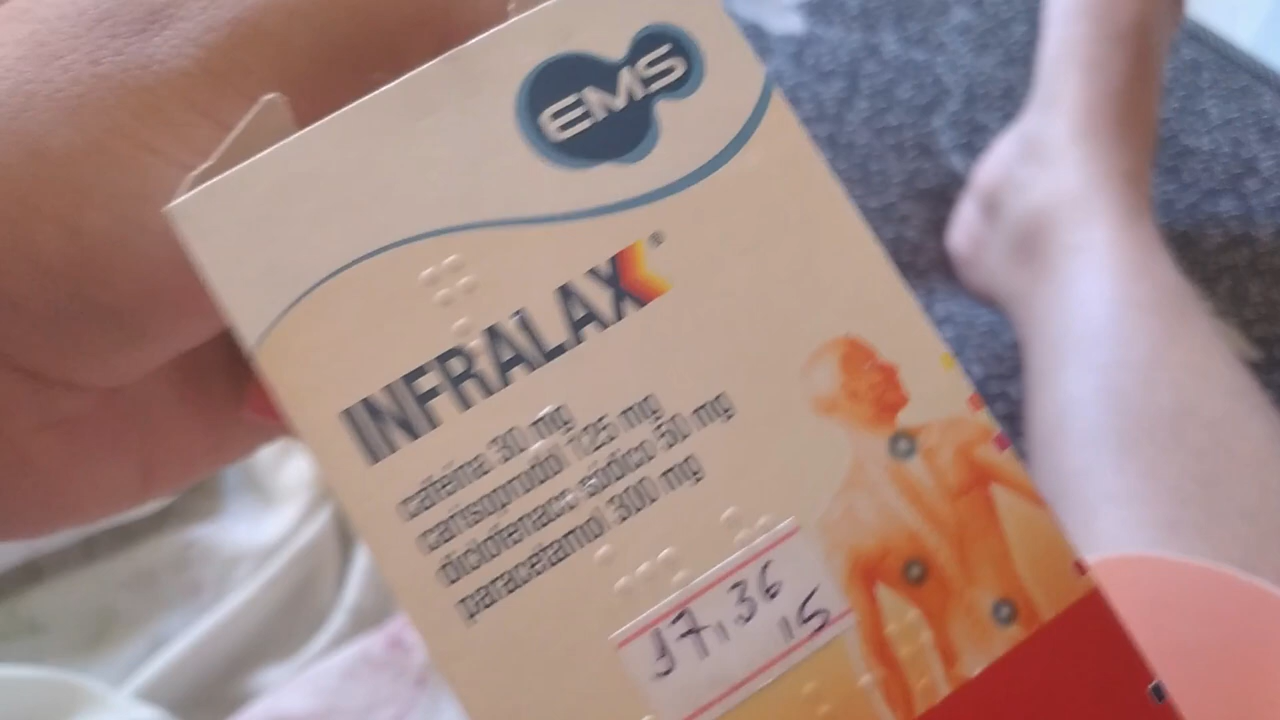 EMS
INFRALAX®
cafeína 30 mg
carisoprodol 125 mg
diclofenaco sódico 50 mg
paracetamol 300 mg
17,36
15